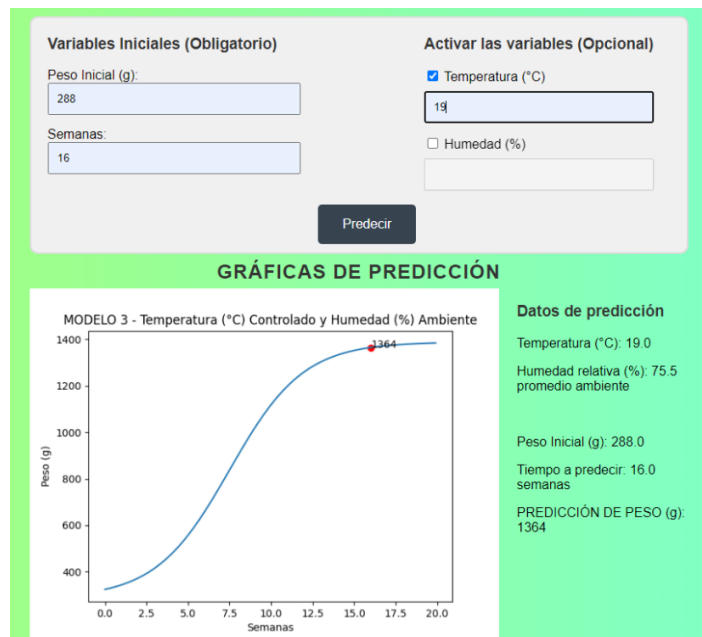 Variables Iniciales (Obligatorio)
Peso Inicial (g):
288
Semanas:
16
Activar las variables (Opcional)
Temperatura (°C)
19
Humedad (%)
Predecir
GRÁFICAS DE PREDICCIÓN
MODELO 3 - Temperatura (°C) Controlado y Humedad (%) Ambiente
1400
1200
1000
800
600
400
Peso (g)
1364
0.0 2.5 5.0 7.5 10.0 12.5 15.0 17.5 20.0
Semanas
Datos de predicción
Temperatura (°C): 19.0
Humedad relativa (%): 75.5
promedio ambiente
Peso Inicial (g): 288.0
Tiempo a predecir: 16.0
semanas
PREDICCIÓN DE PESO (g):
1364